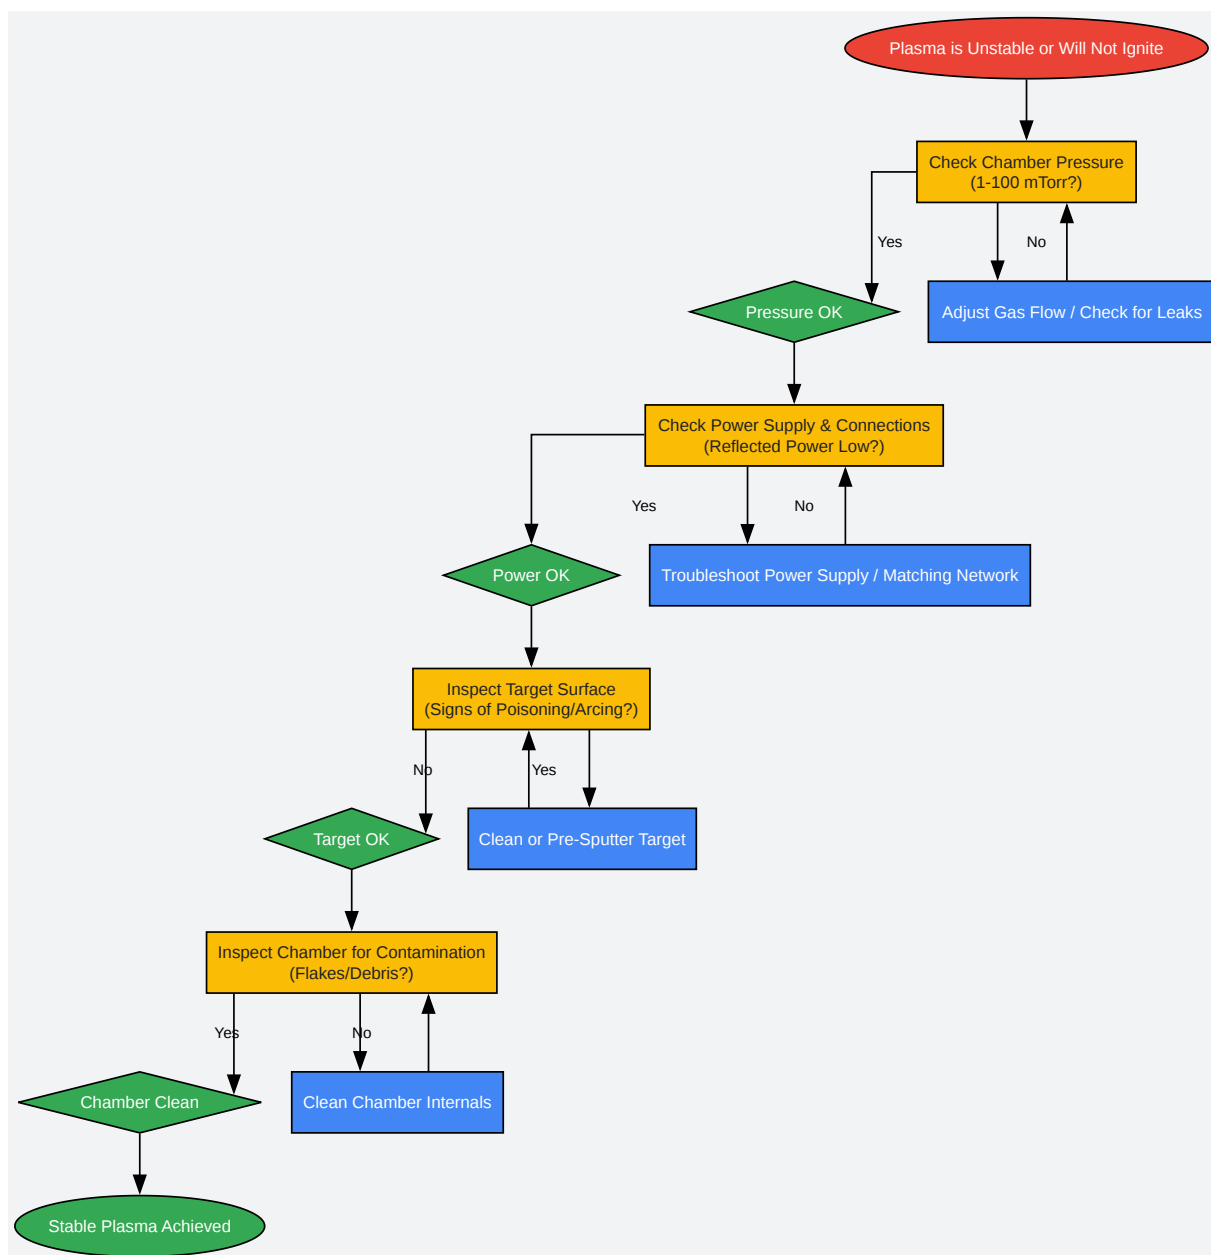 Plasma is Unstable or Will Not Ignite
Check Chamber Pressure
(1-100 mTorr?)
Yes
No
Pressure OK
Adjust Gas Flow / Check for Leaks
Check Power Supply & Connections
(Reflected Power Low?)
Yes
No
Power OK
Troubleshoot Power Supply / Matching Network
Inspect Target Surface
(Signs of Poisoning/Arcing?)
No
Yes
Target OK
Clean or Pre-Sputter Target
Inspect Chamber for Contamination
(Flakes/Debris?)
Yes
No
Chamber Clean
Clean Chamber Internals
Stable Plasma Achieved